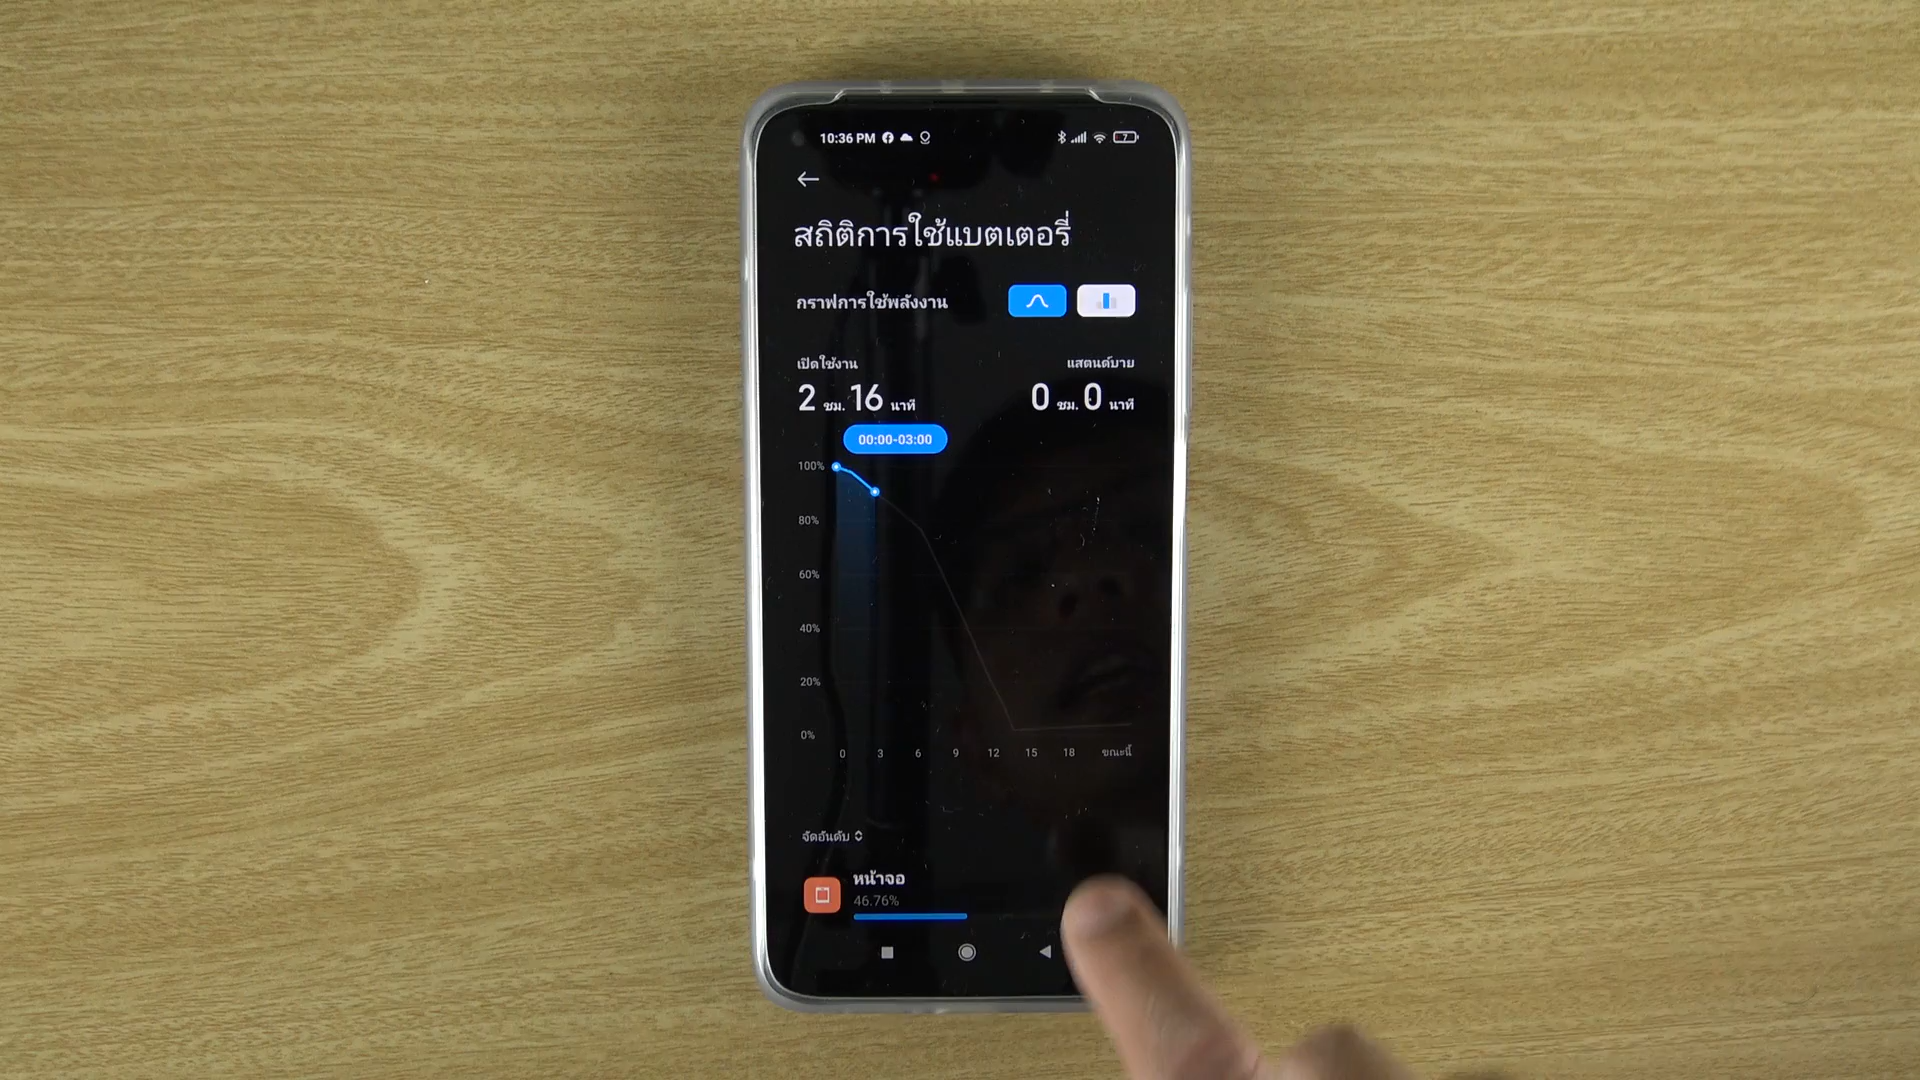 10:36 PM 7
สถิติการใช้แบตเตอรี่
กราฟการใช้พลังงาน
เปิดใช้งาน แสตนด์บาย
2 ชม. 16 นาที 0 ชม. 0 นาที
00:00-03:00
100%
80%
60%
40%
20%
0%
0 3 6 9 12 15 18 ขณะนี้
จัดอันดับ
หน้าจอ
46.76%